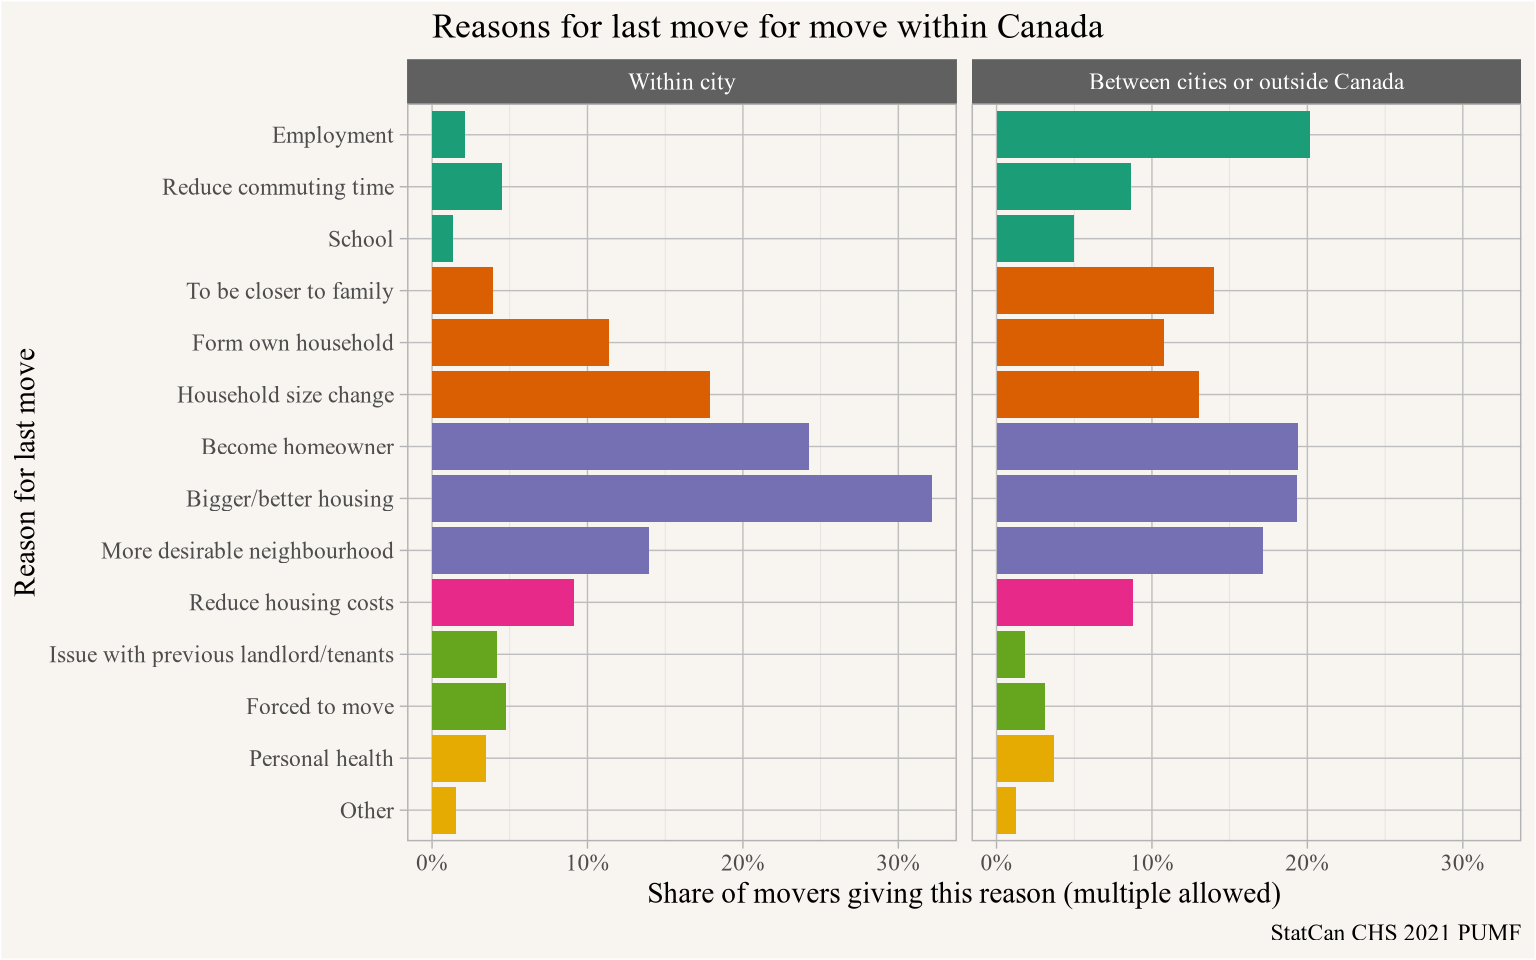 Reasons for last move for move within Canada
Within city
Between cities or outside Canada
Reason for last move
Employment
Reduce commuting time
School
To be closer to family
Form own household
Household size change
Become homeowner
Bigger/better housing
More desirable neighbourhood
Reduce housing costs
Issue with previous landlord/tenants
Forced to move
Personal health
Other
0% 10% 20% 30% 0% 10% 20% 30%
Share of movers giving this reason (multiple allowed)
StatCan CHS 2021 PUMF